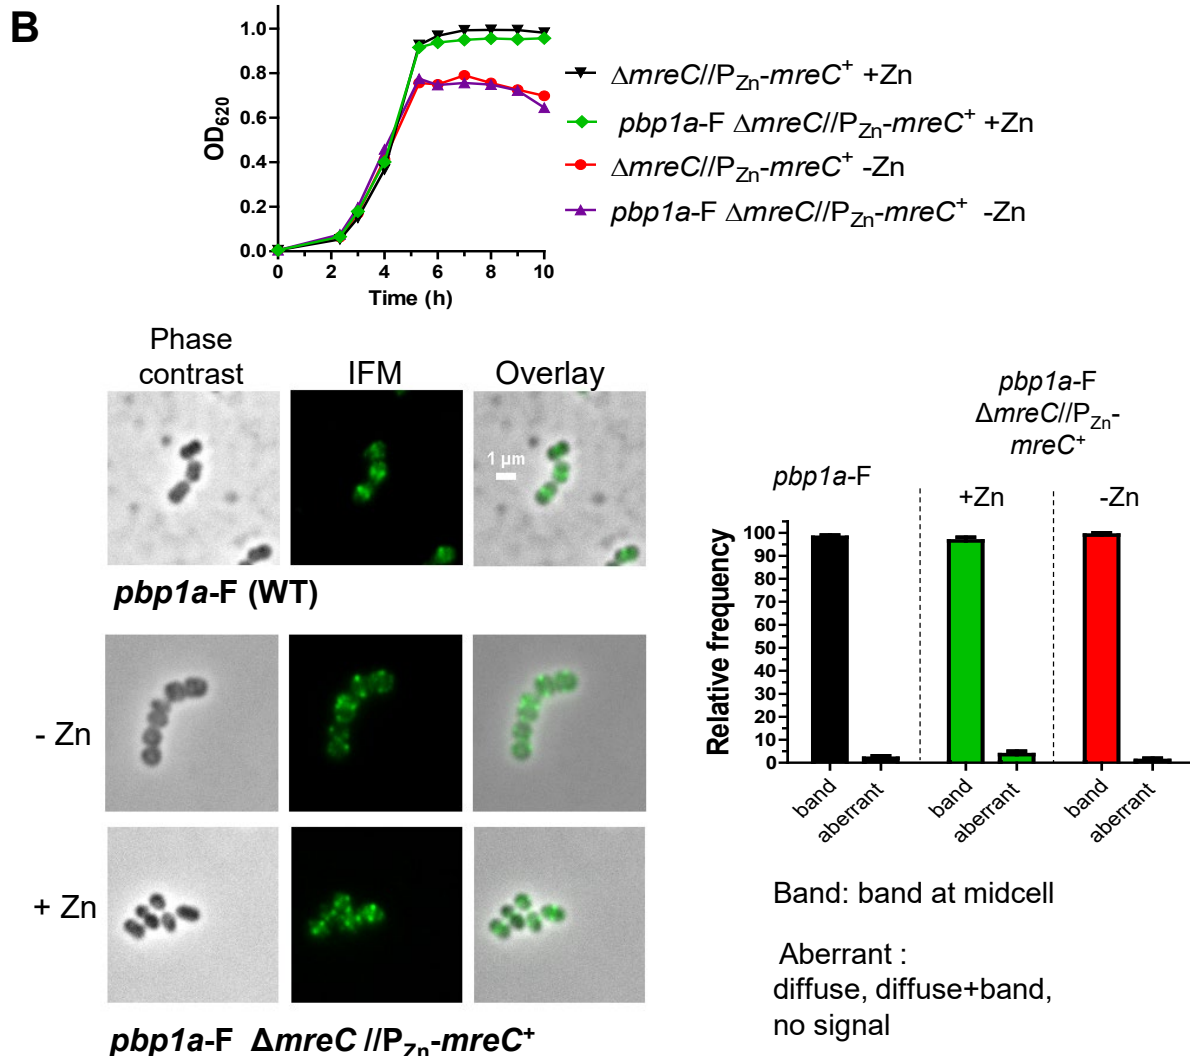 B
1.0
0.8
0.6
0.4
0.2
0.0
OD620
0
2
4
6
8
10
Time (h)
ΔmreC//PZn-mreC+ +Zn
pbp1a-F ΔmreC//PZn-mreC+ +Zn
ΔmreC//PZn-mreC+ -Zn
pbp1a-F ΔmreC//PZn-mreC+ -Zn
Phase
contrast
IFM
Overlay
1 µm
pbp1a-F (WT)
- Zn
+ Zn
pbp1a-F ΔmreC //PZn-mreC+
pbp1a-F
pbp1a-F
ΔmreC//PZn-
mreC+
+Zn
-Zn
Relative frequency
100
90
80
70
60
50
40
30
20
10
0
band
aberrant
band
aberrant
band
aberrant
Band: band at midcell
Aberrant :
diffuse, diffuse+band,
no signal